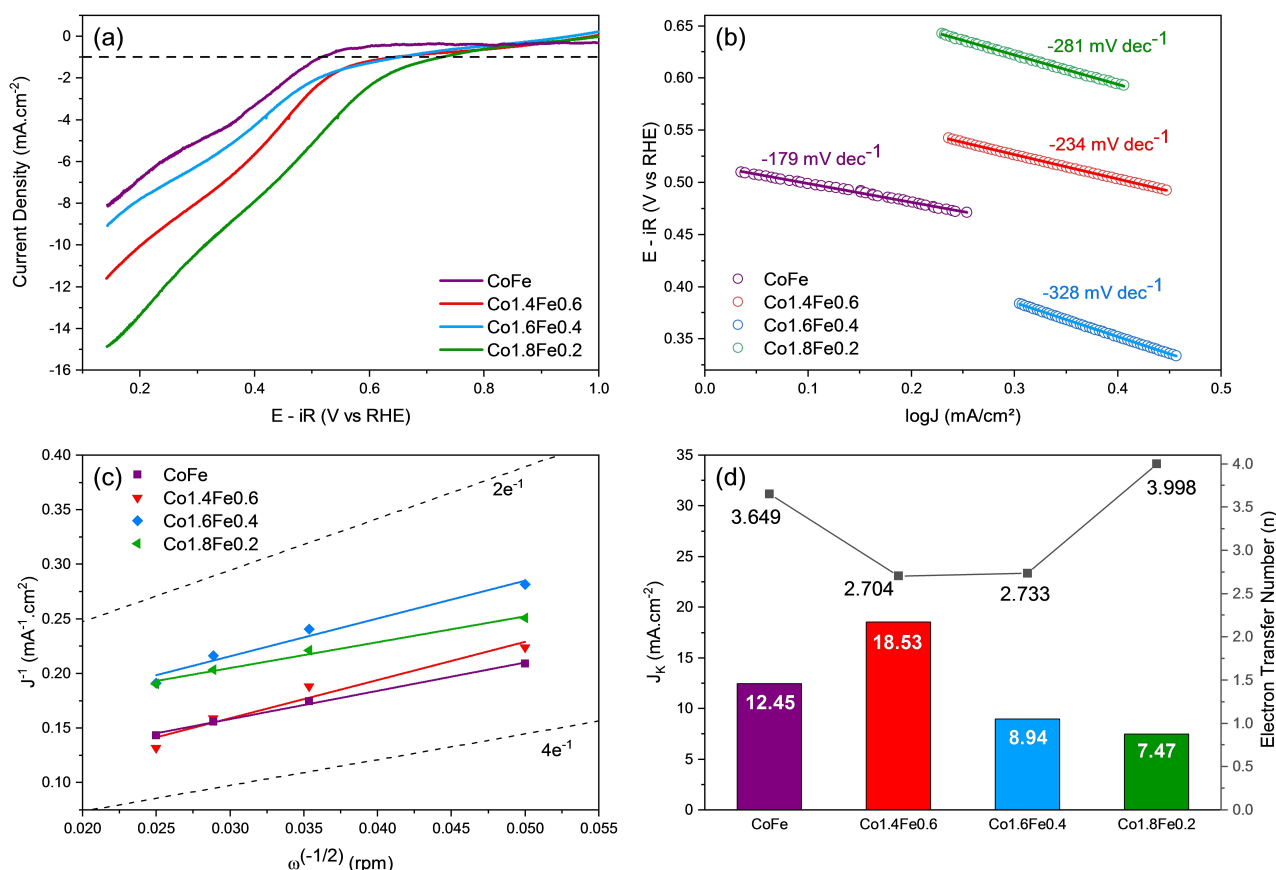 (a)
0
-2
-4
-6
-8
-10
-12
-14
-16
Current Density (mA.cm⁻²)
CoFe
Co1.4Fe0.6
Co1.6Fe0.4
Co1.8Fe0.2
0.2
0.4
0.6
0.8
1.0
E - iR (V vs RHE)
(b)
0.65
0.60
0.55
0.50
0.45
0.40
0.35
E - iR (V vs RHE)
-281 mV dec⁻¹
-234 mV dec⁻¹
-179 mV dec⁻¹
-328 mV dec⁻¹
CoFe
Co1.4Fe0.6
Co1.6Fe0.4
Co1.8Fe0.2
0.0
0.1
0.2
0.3
0.4
0.5
logJ (mA/cm²)
(c)
0.40
0.35
0.30
0.25
0.20
0.15
0.10
J⁻¹ (mA⁻¹.cm²)
CoFe
Co1.4Fe0.6
Co1.6Fe0.4
Co1.8Fe0.2
2e⁻¹
4e⁻¹
0.020
0.025
0.030
0.035
0.040
0.045
0.050
0.055
ω⁽⁻¹/²⁾ (rpm)
(d)
35
30
25
20
15
10
5
0
J_K (mA.cm⁻²)
3.649
2.704
2.733
3.998
12.45
18.53
8.94
7.47
CoFe
Co1.4Fe0.6
Co1.6Fe0.4
Co1.8Fe0.2
4.0
3.5
3.0
2.5
2.0
1.5
1.0
0.5
0.0
Electron Transfer Number (n)